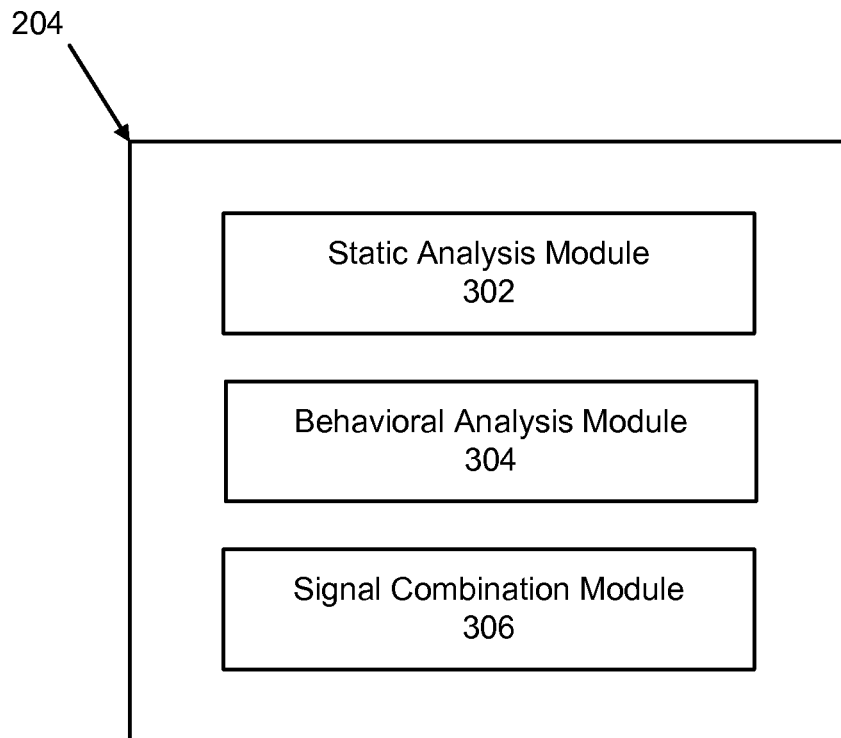 204
Static Analysis Module
302
Behavioral Analysis Module
304
Signal Combination Module
306